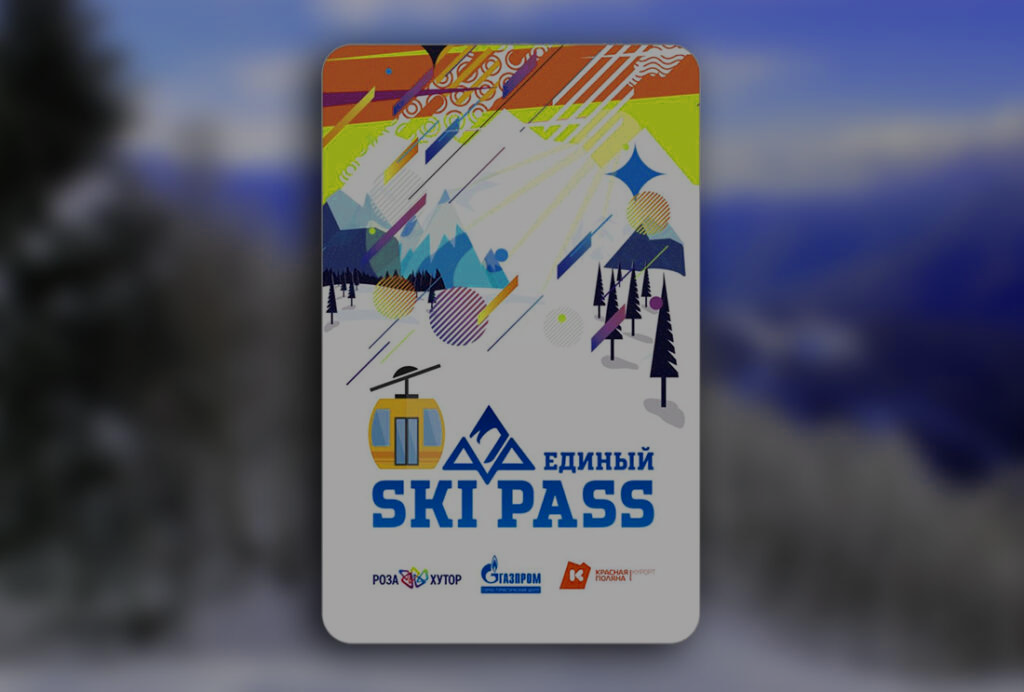 ЕДИНЫЙ
SKI PASS
РОЗА ХУТОР
ГАЗПРОМ
КРАСНАЯ ПОЛЯНА
КУРОРТ